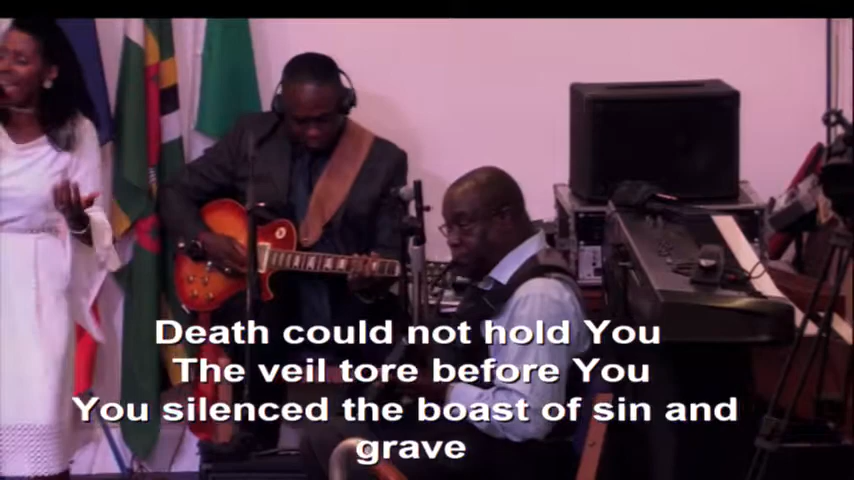 Death could not hold You
The veil tore before You
You silenced the boast of sin and
grave